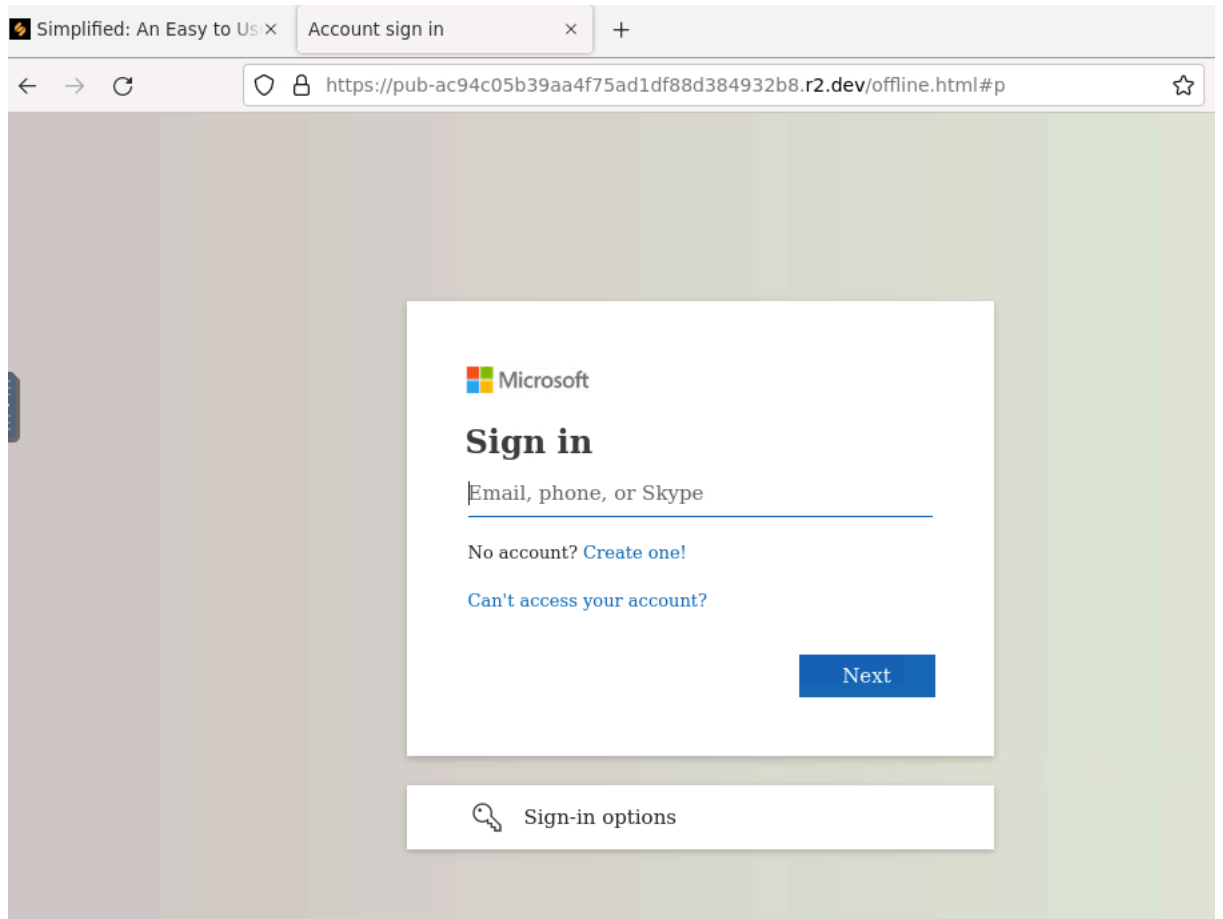 Simplified: An Easy to Us
Account sign in
https://pub-ac94c05b39aa4f75ad1df88d384932b8.r2.dev/offline.html#p
Microsoft
Sign in
Email, phone, or Skype
No account? Create one!
Can't access your account?
Next
Sign-in options